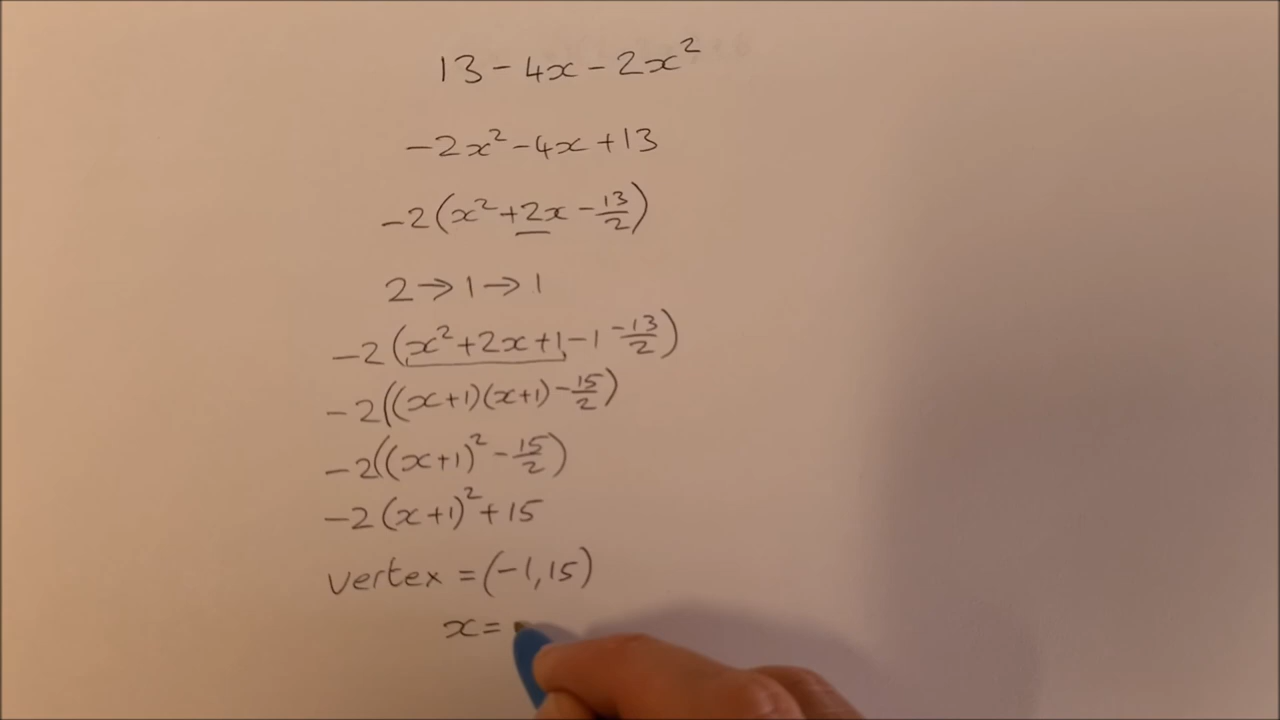 13 - 4x - 2x²
-2x² - 4x + 13
-2(x² + 2x - 13/2)
2 → 1 → 1
-2(x² + 2x + 1 - 1 - 13/2)
-2((x+1)(x+1) - 15/2)
-2((x+1)² - 15/2)
-2(x+1)² + 15
vertex = (-1, 15)
x =